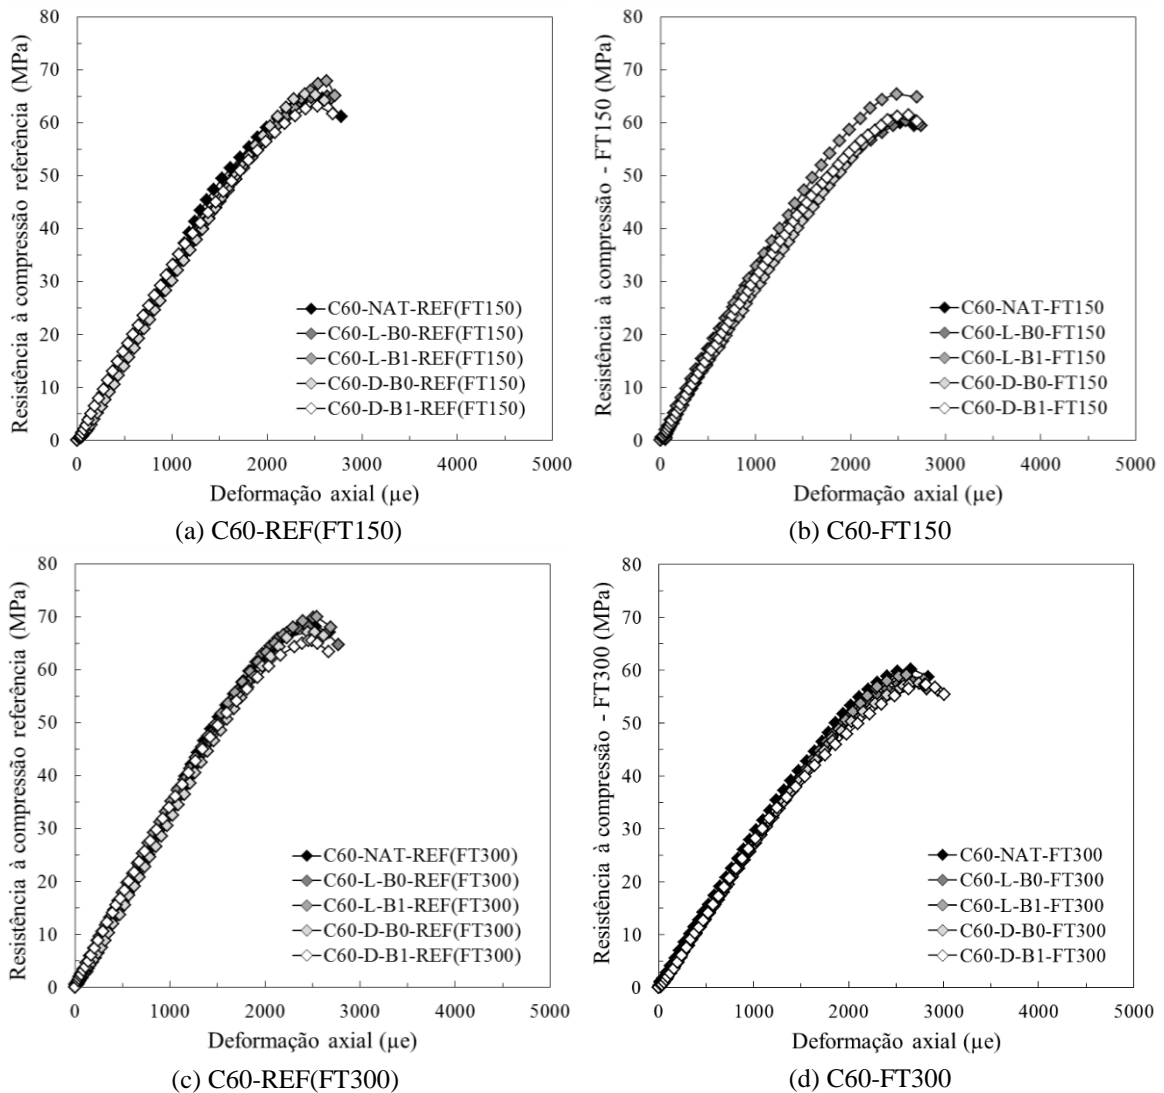 Resistência à compressão referência (MPa)
80
70
60
50
40
30
20
10
0
0 1000 2000 3000 4000 5000
Deformação axial (µe)
C60-NAT-REF(FT150)
C60-L-B0-REF(FT150)
C60-L-B1-REF(FT150)
C60-D-B0-REF(FT150)
C60-D-B1-REF(FT150)
(a) C60-REF(FT150)
Resistência à compressão - FT150 (MPa)
80
70
60
50
40
30
20
10
0
0 1000 2000 3000 4000 5000
Deformação axial (µe)
C60-NAT-FT150
C60-L-B0-FT150
C60-L-B1-FT150
C60-D-B0-FT150
C60-D-B1-FT150
(b) C60-FT150
Resistência à compressão referência (MPa)
80
70
60
50
40
30
20
10
0
0 1000 2000 3000 4000 5000
Deformação axial (µe)
C60-NAT-REF(FT300)
C60-L-B0-REF(FT300)
C60-L-B1-REF(FT300)
C60-D-B0-REF(FT300)
C60-D-B1-REF(FT300)
(c) C60-REF(FT300)
Resistência à compressão - FT300 (MPa)
80
70
60
50
40
30
20
10
0
0 1000 2000 3000 4000 5000
Deformação axial (µe)
C60-NAT-FT300
C60-L-B0-FT300
C60-L-B1-FT300
C60-D-B0-FT300
C60-D-B1-FT300
(d) C60-FT300